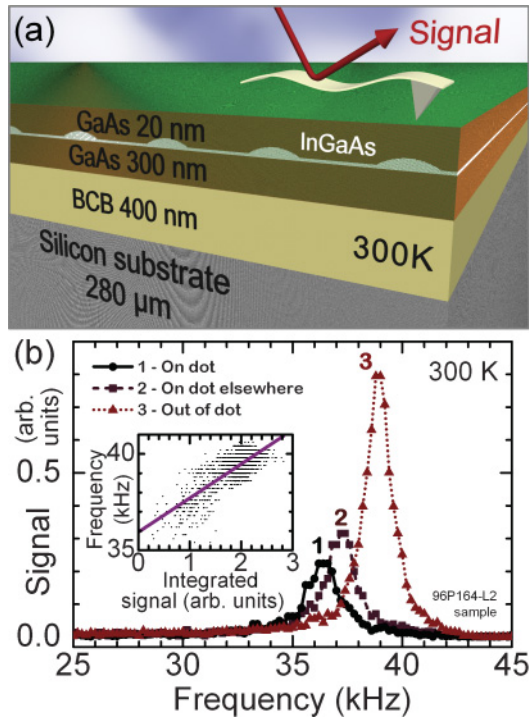 (a)
Signal
GaAs 20 nm
InGaAs
GaAs 300 nm
BCB 400 nm
300K
Silicon substrate
280 µm
(b)
1 - On dot
2 - On dot elsewhere
3 - Out of dot
3
300 K
Signal (arb. units)
0.5
0.0
Frequency (kHz)
40
35
0 1 2 3
Integrated
signal (arb. units)
1
2
96P164-L2
sample
25 30 35 40 45
Frequency (kHz)